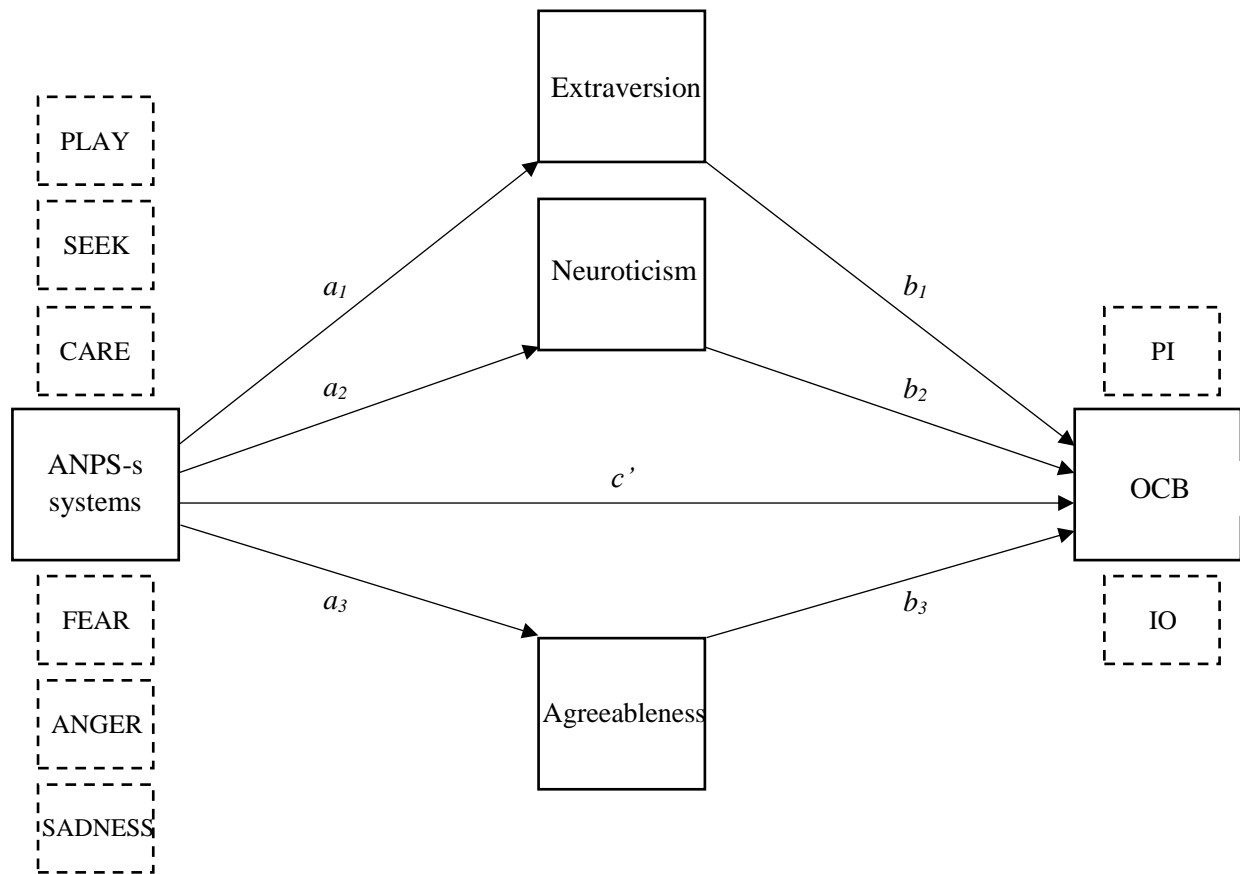 Extraversion
PLAY
SEEK
Neuroticism
a1
b1
CARE
PI
a2
b2
ANPS-s
systems
c’
OCB
FEAR
a3
b3
IO
ANGER
Agreeableness
SADNESS